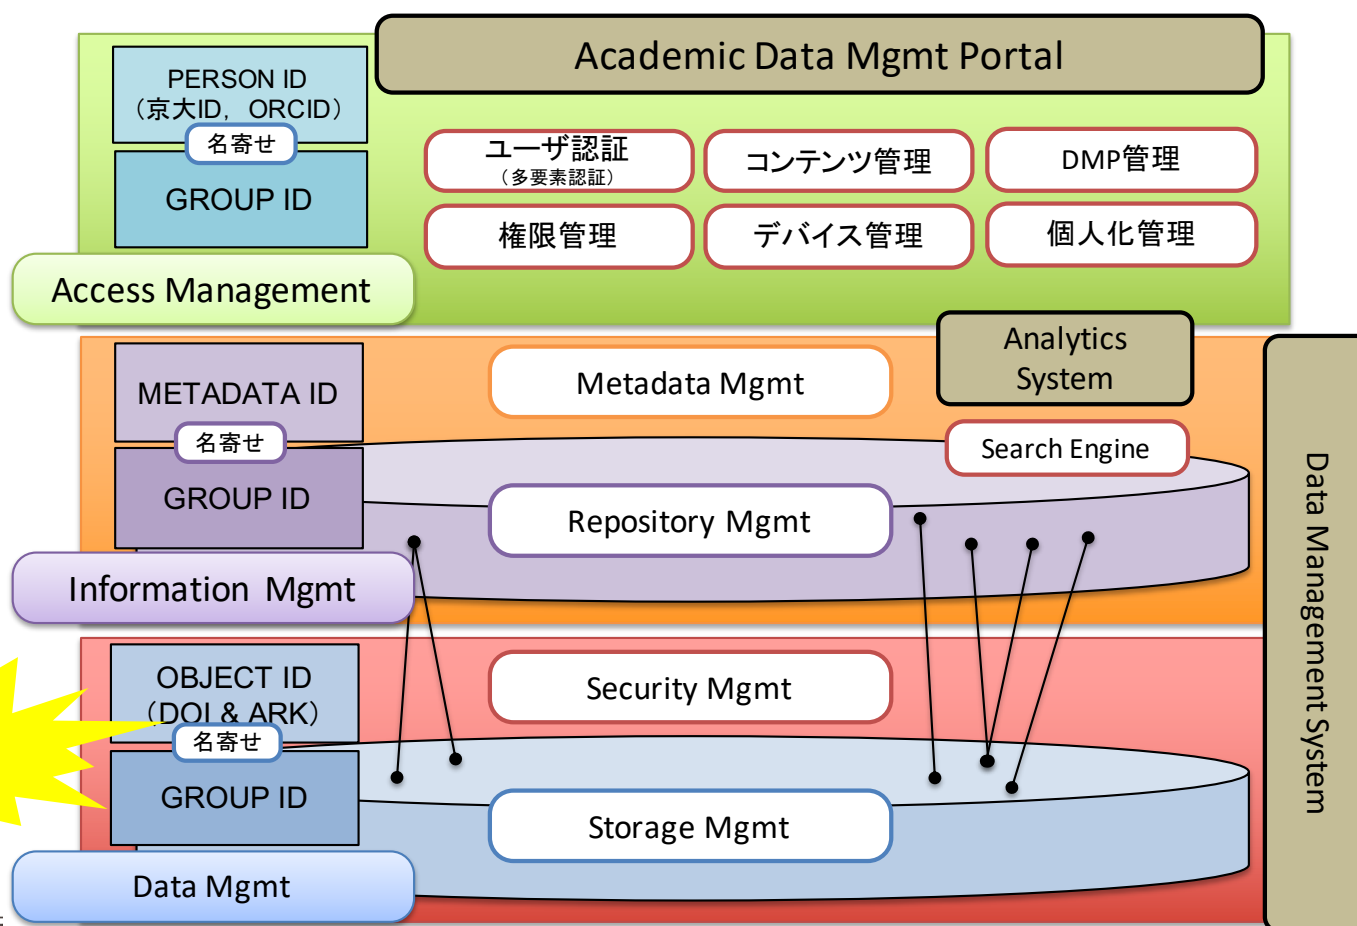 Academic Data Mgmt Portal
PERSON ID
（京大ID，ORCID）
名寄せ
GROUP ID
ユーザ認証
（多要素認証）
コンテンツ管理
DMP管理
権限管理
デバイス管理
個人化管理
Access Management
METADATA ID
名寄せ
GROUP ID
Metadata Mgmt
Analytics
System
Search Engine
Repository Mgmt
Information Mgmt
OBJECT ID
（DOI & ARK）
名寄せ
GROUP ID
Security Mgmt
Storage Mgmt
Data Mgmt
Data Management System